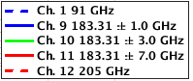 Ch. 1 91 GHz
Ch. 9 183.31 ± 1.0 GHz
Ch. 10 183.31 ± 3.0 GHz
Ch. 11 183.31 ± 7.0 GHz
Ch. 12 205 GHz